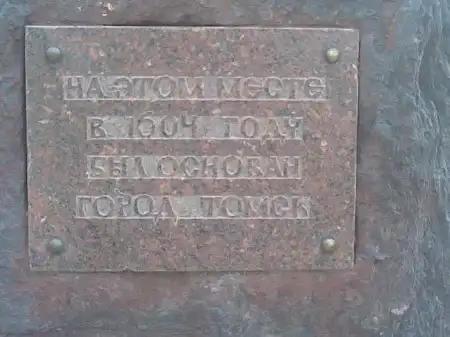 НА ЭТОМ МЕСТЕ
В 1604 ГОДУ
БЫЛ ОСНОВАН
ГОРОД ТОМСК